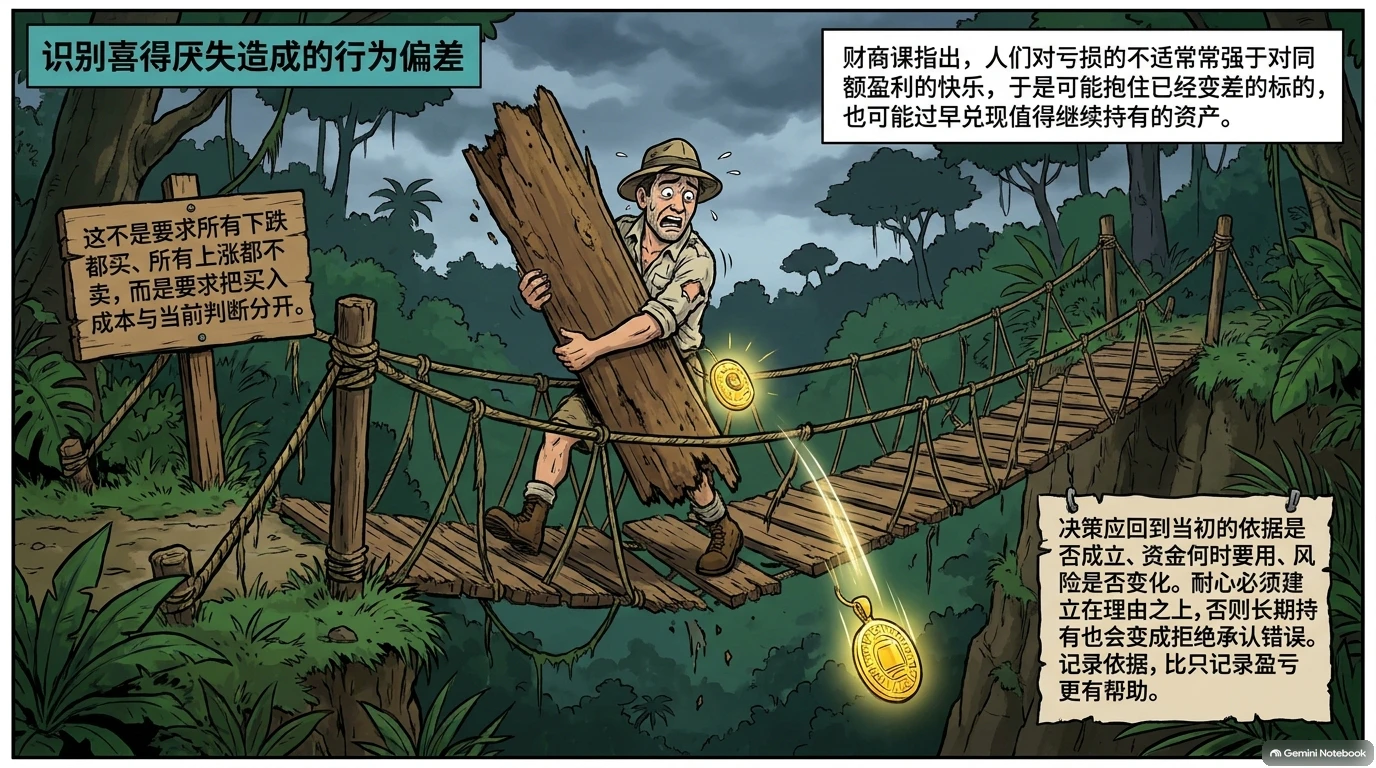 识别喜得厌失造成的行为偏差
财商课指出，人们对亏损的不适常常强于对同
额盈利的快乐，于是可能抱住已经变差的标的，
也可能过早兑现值得继续持有的资产。
这不是要求所有下跌
都买、所有上涨都不
卖，而是要求把买入
成本与当前判断分开。
决策应回到当初的依据是
否成立、资金何时要用、风
险是否变化。耐心必须建
立在理由之上，否则长期持
有也会变成拒绝承认错误。
记录依据，比只记录盈亏
更有帮助。
Gemini Notebook